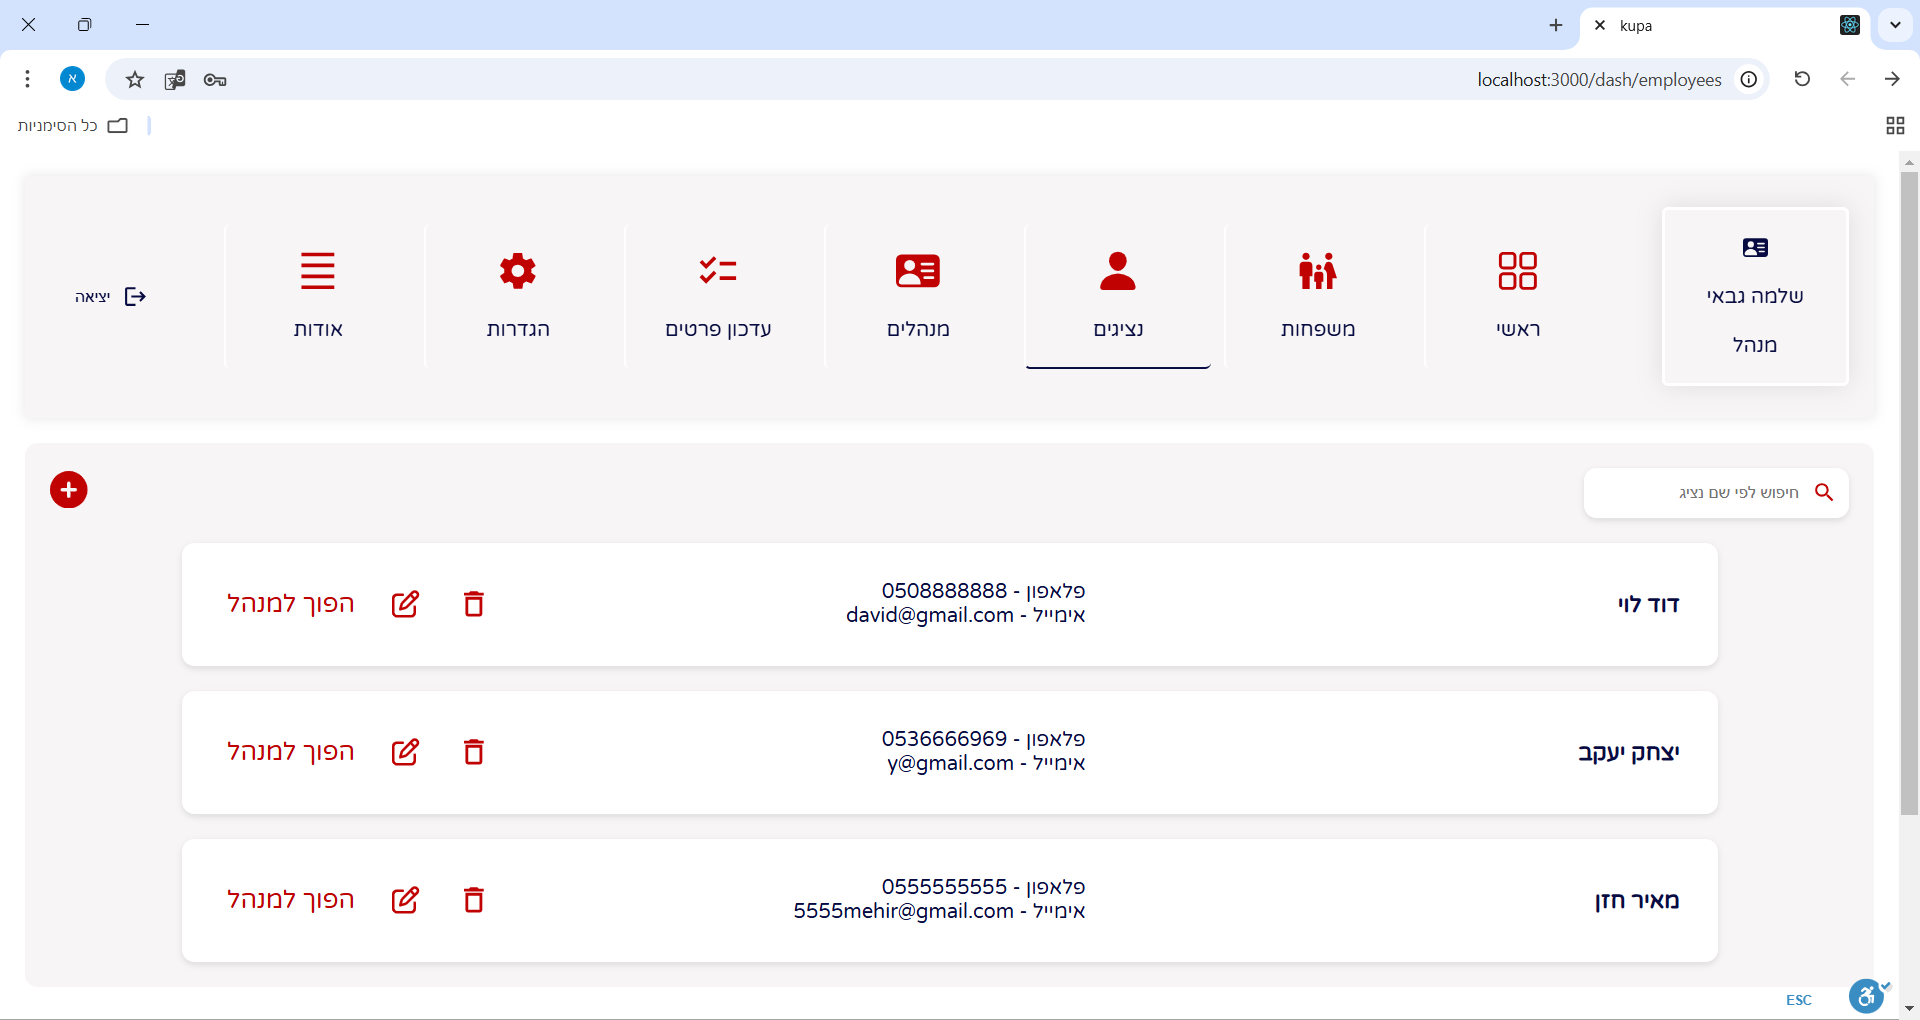 kupa
localhost:3000/dash/employees
א
כל הסימניות
שלמה גבאי
מנהל
ראשי
משפחות
נציגים
מנהלים
עדכון פרטים
הגדרות
אודות
יציאה
חיפוש לפי שם נציג
דוד לוי
פלאפון - 0508888888
אימייל - david@gmail.com
הפוך למנהל
יצחק יעקב
פלאפון - 0536666969
אימייל - y@gmail.com
הפוך למנהל
מאיר חזן
פלאפון - 0555555555
אימייל - 5555mehir@gmail.com
הפוך למנהל
ESC